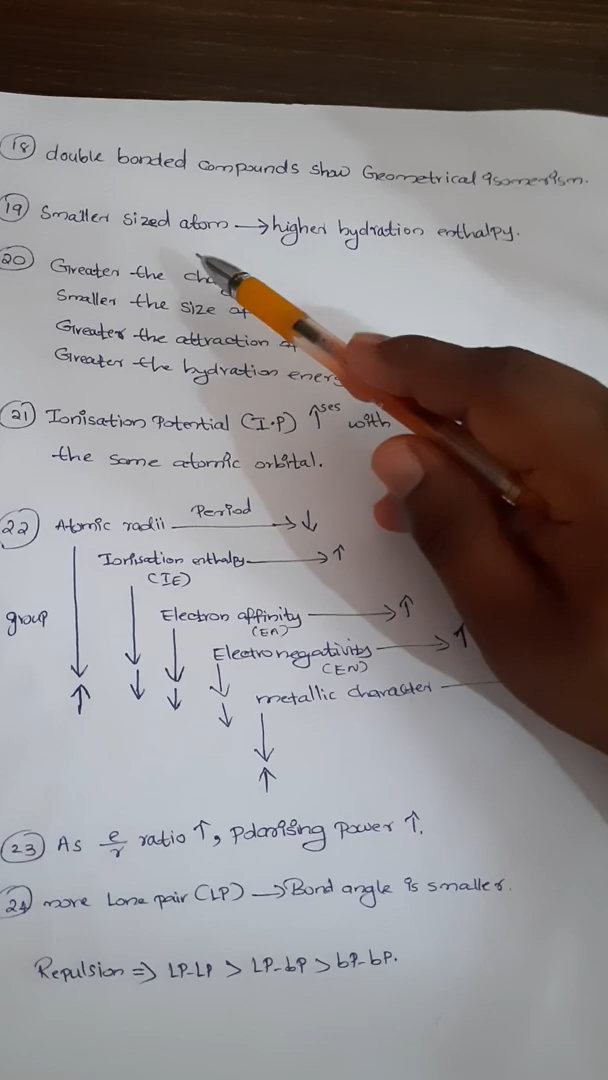 18 double bonded compounds show Geometrical isomerism.
19 Smaller sized atom → higher hydration enthalpy.
20 Greater the
Smaller the size of
Greater the attraction
Greater the hydration
21 Ionisation Potential (I.P) ↑ses with
the same atomic orbital.
22 Atomic radii Period → ↓
Ionisation enthalpy → ↑
(IE)
group
Electron affinity → ↑
(EA)
Electronegativity → ↑
(EN)
metallic character
↑ ↓ ↓ ↓ ↑
23 As e/r ratio ↑, Polarising Power ↑.
24 more Lone pair (LP) → Bond angle is smaller.
Repulsion ⇒ LP-LP > LP-bP > bP-bP.